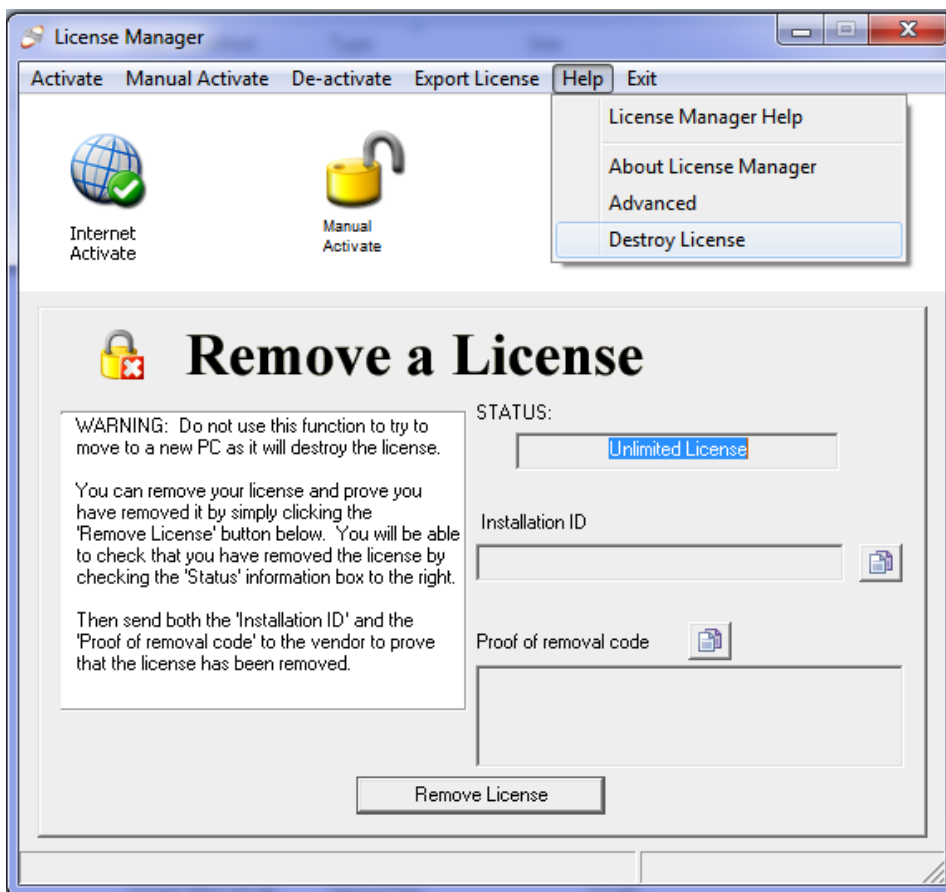 License Manager
Activate Manual Activate De-activate Export License Help Exit
License Manager Help
About License Manager
Advanced
Destroy License
Internet
Activate
Manual
Activate
Remove a License
WARNING: Do not use this function to try to
move to a new PC as it will destroy the license.
You can remove your license and prove you
have removed it by simply clicking the
'Remove License' button below. You will be able
to check that you have removed the license by
checking the 'Status' information box to the right.
Then send both the 'Installation ID' and the
'Proof of removal code' to the vendor to prove
that the license has been removed.
STATUS:
Unlimited License
Installation ID
Proof of removal code
Remove License